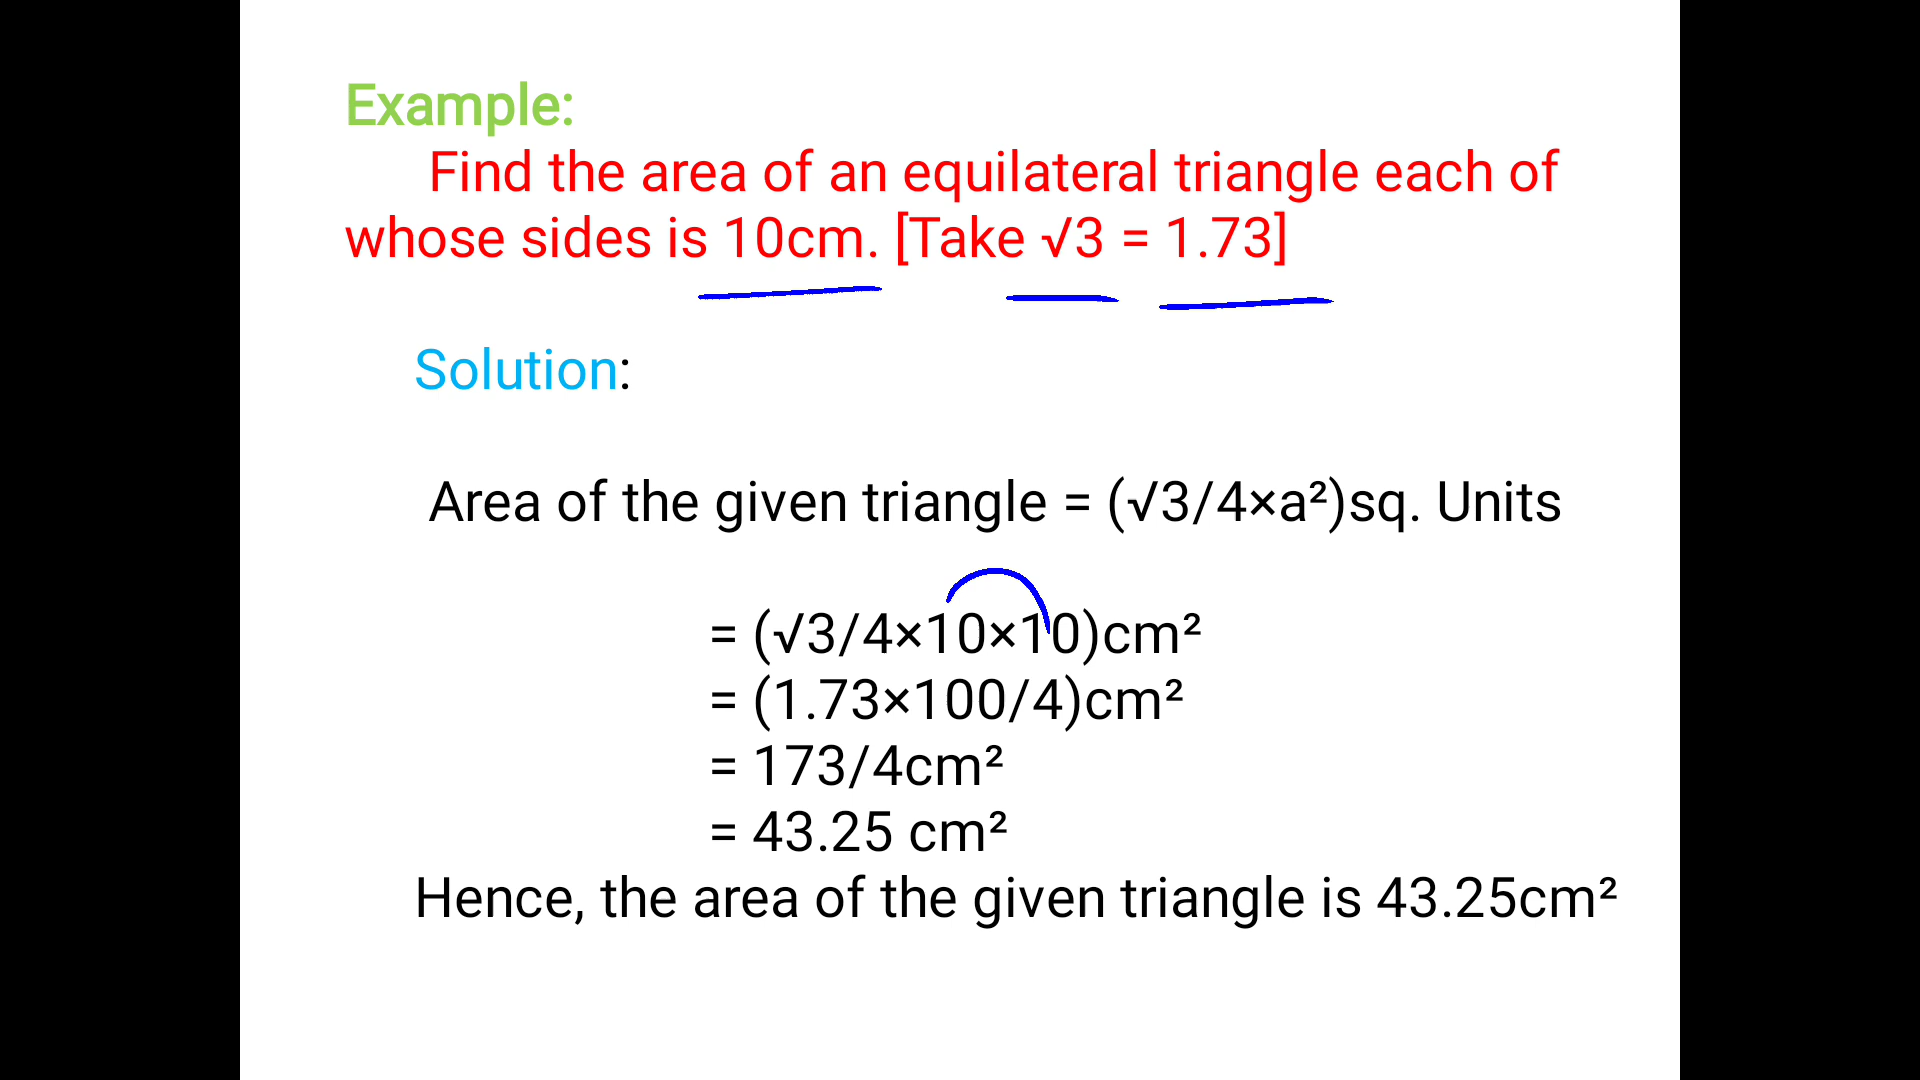 Example:
Find the area of an equilateral triangle each of
whose sides is 10cm. [Take √3 = 1.73]
Solution:
Area of the given triangle = (√3/4×a²)sq. Units
= (√3/4×10×10)cm²
= (1.73×100/4)cm²
= 173/4cm²
= 43.25 cm²
Hence, the area of the given triangle is 43.25cm²